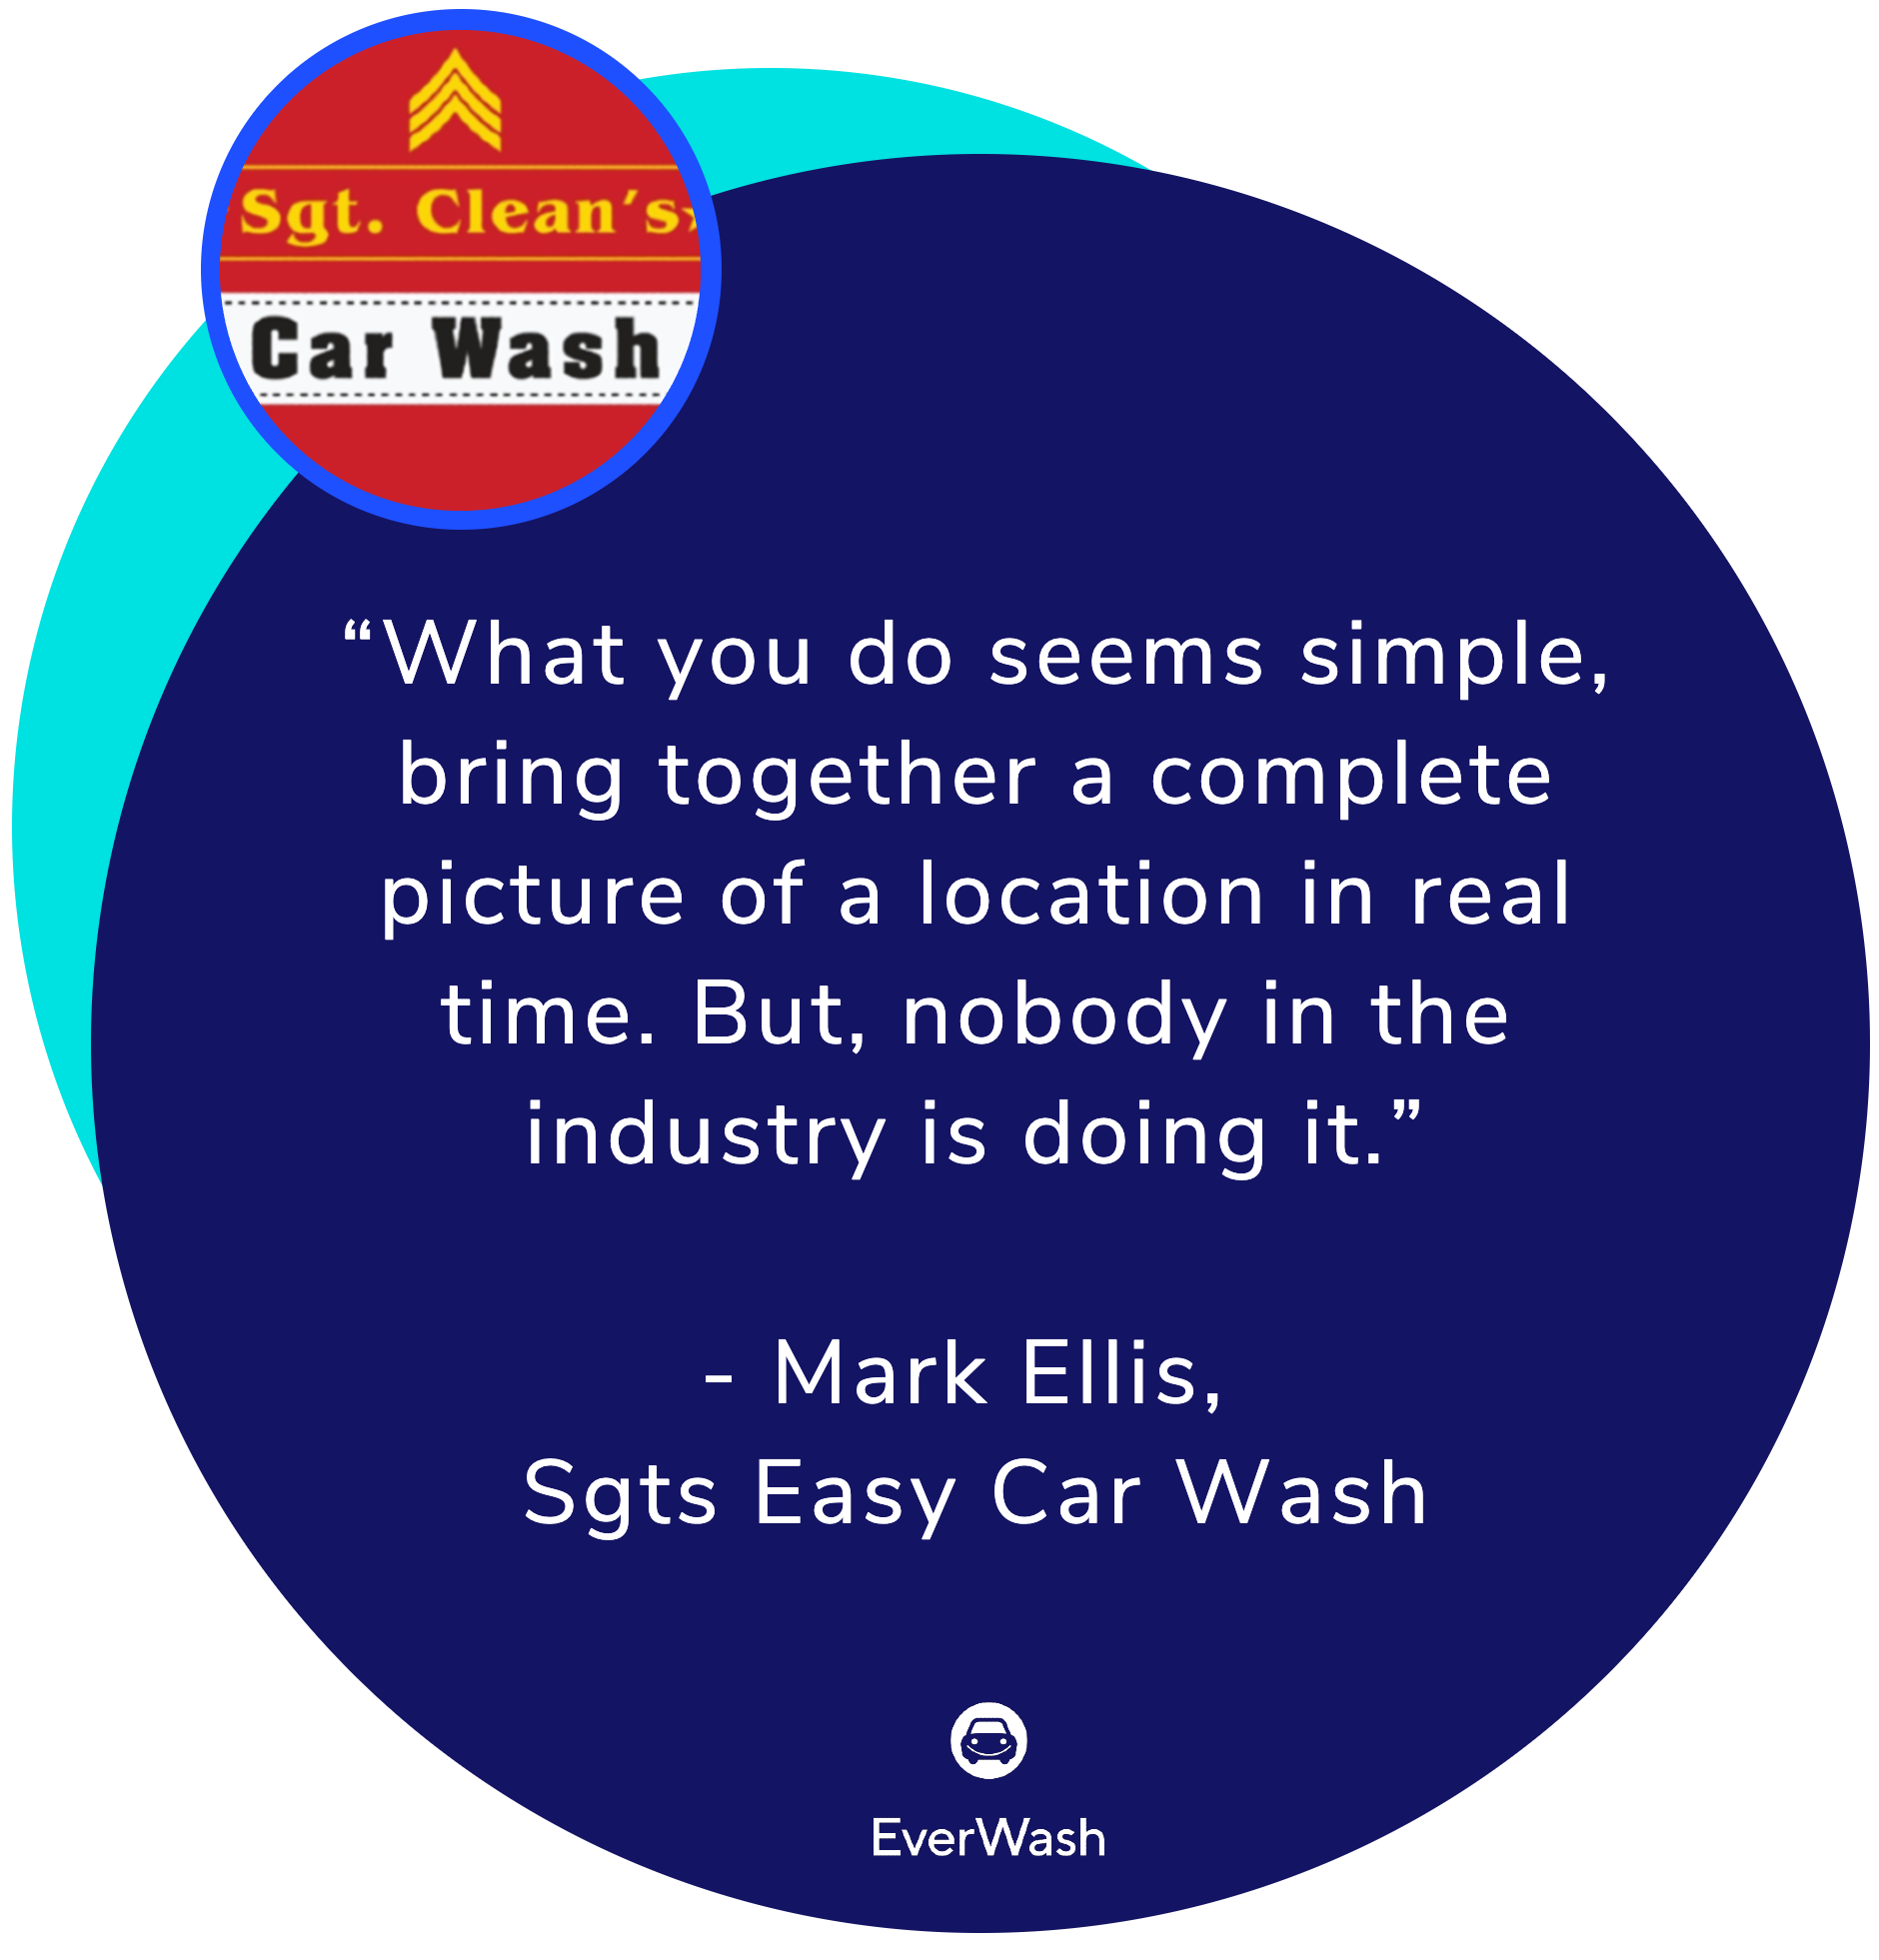 Sgt. Clean's
Car Wash
“What you do seems simple,
bring together a complete
picture of a location in real
time. But, nobody in the
industry is doing it.”
- Mark Ellis,
Sgts Easy Car Wash
EverWash